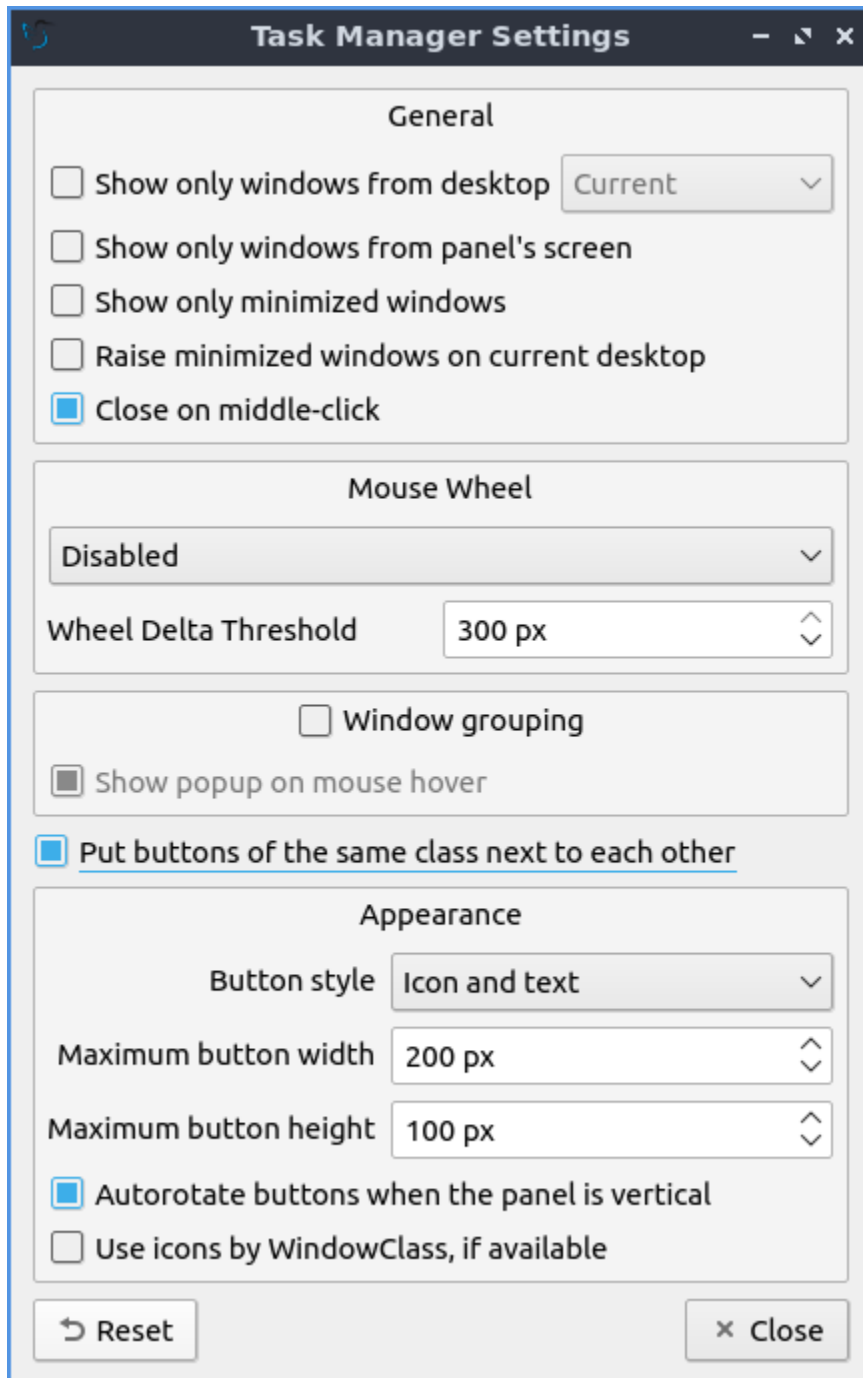 Task Manager Settings
General
Show only windows from desktop Current
Show only windows from panel's screen
Show only minimized windows
Raise minimized windows on current desktop
Close on middle-click
Mouse Wheel
Disabled
Wheel Delta Threshold 300 px
Window grouping
Show popup on mouse hover
Put buttons of the same class next to each other
Appearance
Button style Icon and text
Maximum button width 200 px
Maximum button height 100 px
Autorotate buttons when the panel is vertical
Use icons by WindowClass, if available
Reset Close